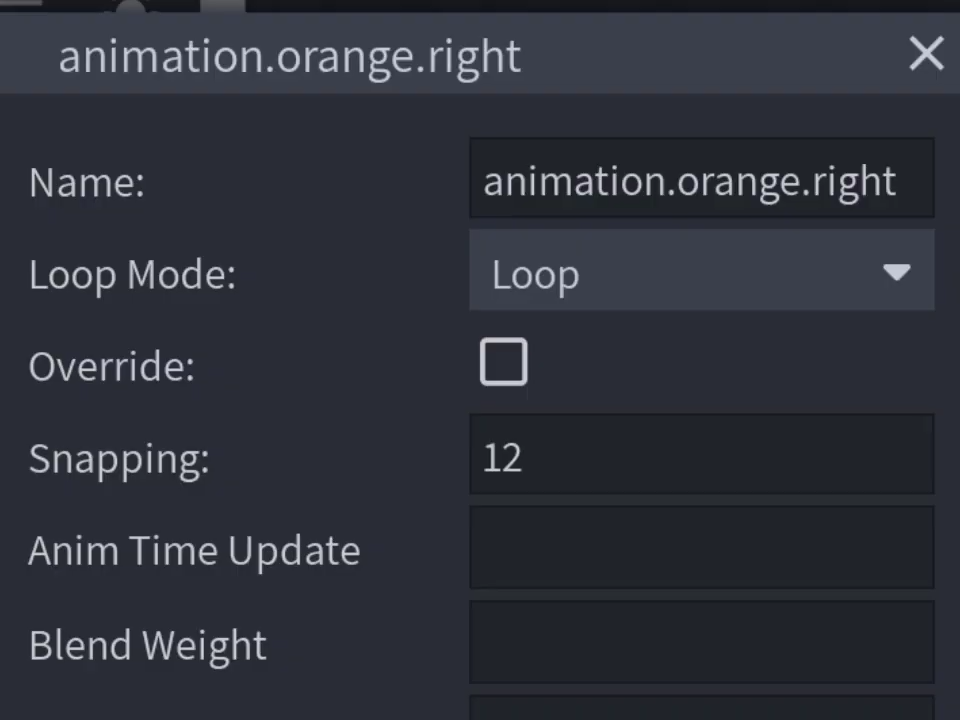 animation.orange.right
Name: animation.orange.right
Loop Mode: Loop
Override:
Snapping: 12
Anim Time Update
Blend Weight